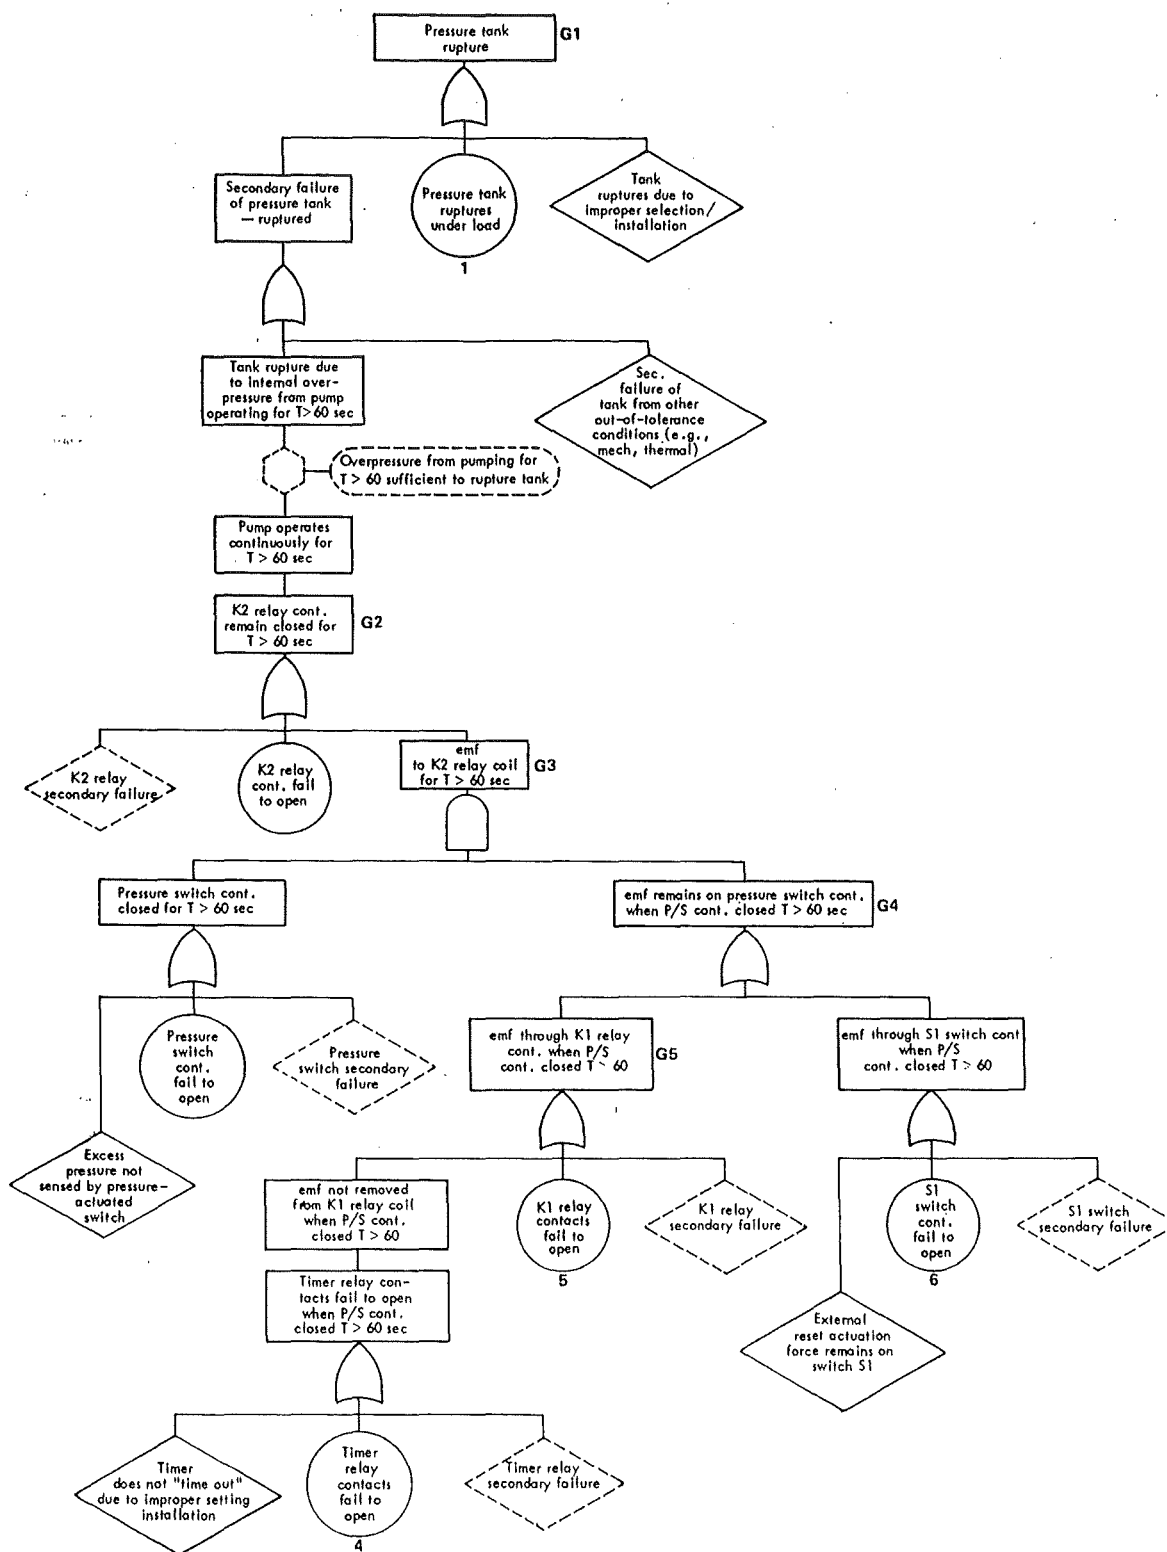 Pressure tank
rupture
G1
Secondary failure
of pressure tank
— ruptured
Pressure tank
ruptures
under load
1
Tank
ruptures due to
improper selection/
installation
Tank rupture due
to internal over-
pressure from pump
operating for T> 60 sec
Sec.
failure of
tank from other
out-of-tolerance
conditions (e.g.,
mech, thermal)
Overpressure from pumping for
T > 60 sufficient to rupture tank
Pump operates
continuously for
T > 60 sec
K2 relay cont.
remain closed for
T > 60 sec
G2
K2 relay
secondary failure
K2 relay
cont. fail
to open
emf
to K2 relay coil
for T > 60 sec
G3
Pressure switch cont.
closed for T > 60 sec
emf remains on pressure switch cont.
when P/S cont. closed T > 60 sec
G4
Pressure
switch
cont.
fail to
open
Pressure
switch secondary
failure
Excess
pressure not
sensed by pressure-
actuated
switch
emf through K1 relay
cont. when P/S
cont. closed T > 60
G5
emf through S1 switch cont
when P/S
cont. closed T > 60
emf not removed
from K1 relay coil
when P/S cont.
closed T > 60
K1 relay
contacts
fail to
open
5
K1 relay
secondary failure
S1
switch
cont.
fail to
open
6
S1 switch
secondary failure
Timer relay con-
tacts fail to open
when P/S cont.
closed T > 60 sec
External
reset actuation
force remains on
switch S1
Timer
does not "time out"
due to improper setting
installation
Timer
relay
contacts
fail to
open
4
Timer relay
secondary failure